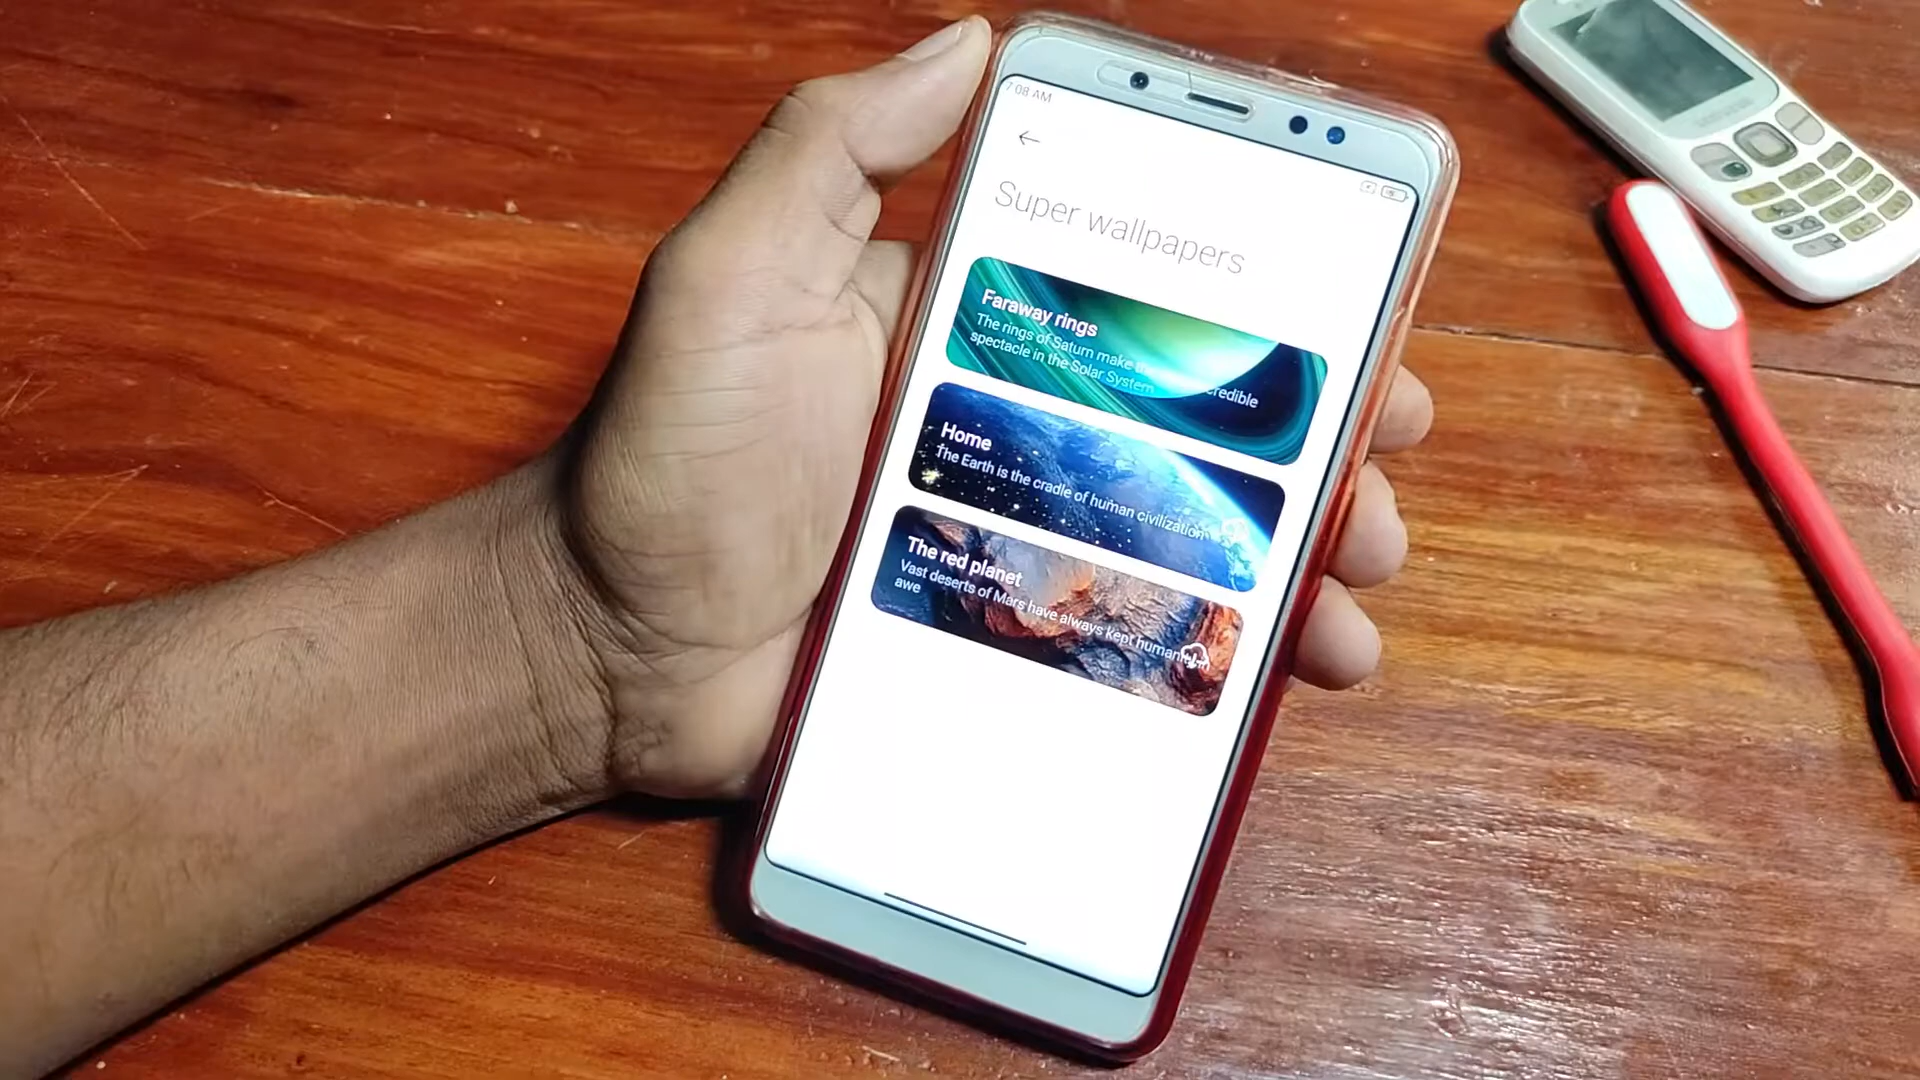 7:08 AM
Super wallpapers
Faraway rings
The rings of Saturn make
spectacle in the Solar System
Home
The Earth is the cradle of human civilization
The red planet
Vast deserts of Mars have always kept humanity in
awe